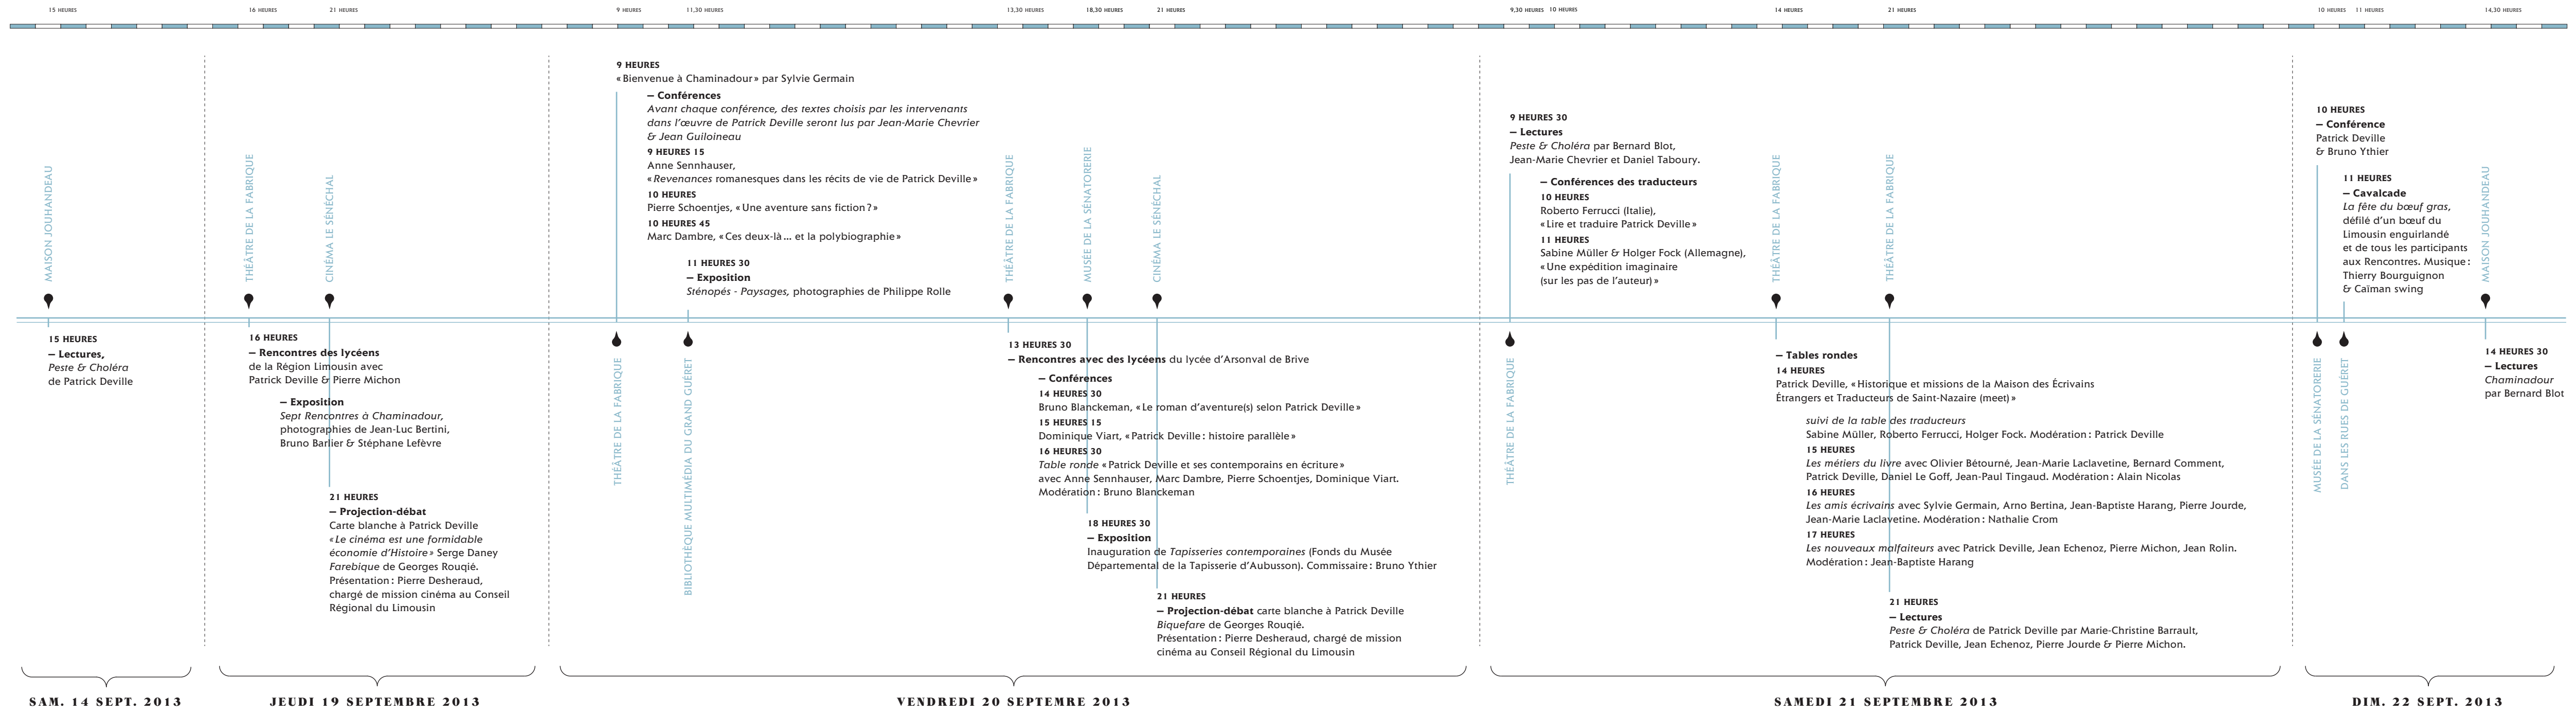 15 HEURES
16 HEURES
21 HEURES
9 HEURES
11,30 HEURES
13,30 HEURES
18,30 HEURES
21 HEURES
9,30 HEURES
10 HEURES
14 HEURES
21 HEURES
10 HEURES
11 HEURES
14,30 HEURES
MAISON JOUHANDEAU
15 HEURES
– Lectures,
Peste & Choléra
de Patrick Deville
SAM. 14 SEPT. 2013
THÉÂTRE DE LA FABRIQUE
16 HEURES
– Rencontres des lycéens
de la Région Limousin avec
Patrick Deville & Pierre Michon
– Exposition
Sept Rencontres à Chaminadour,
photographies de Jean-Luc Bertini,
Bruno Barlier & Stéphane Lefèvre
CINÉMA LE SÉNÉCHAL
21 HEURES
– Projection-débat
Carte blanche à Patrick Deville
« Le cinéma est une formidable
économie d’Histoire » Serge Daney
Farebique de Georges Rouqié.
Présentation : Pierre Desheraud,
chargé de mission cinéma au Conseil
Régional du Limousin
JEUDI 19 SEPTEMBRE 2013
9 HEURES
« Bienvenue à Chaminadour » par Sylvie Germain
– Conférences
Avant chaque conférence, des textes choisis par les intervenants
dans l’œuvre de Patrick Deville seront lus par Jean-Marie Chevrier
& Jean Guiloineau
9 HEURES 15
Anne Sennhauser,
« Revenances romanesques dans les récits de vie de Patrick Deville »
10 HEURES
Pierre Schoentjes, « Une aventure sans fiction ? »
10 HEURES 45
Marc Dambre, « Ces deux-là ... et la polybiographie »
THÉÂTRE DE LA FABRIQUE
11 HEURES 30
– Exposition
Sténopés - Paysages, photographies de Philippe Rolle
BIBLIOTHÈQUE MULTIMÉDIA DU GRAND GUÉRET
THÉÂTRE DE LA FABRIQUE
13 HEURES 30
– Rencontres avec des lycéens du lycée d’Arsonval de Brive
– Conférences
14 HEURES 30
Bruno Blanckeman, « Le roman d’aventure(s) selon Patrick Deville »
15 HEURES 15
Dominique Viart, « Patrick Deville : histoire parallèle »
16 HEURES 30
Table ronde « Patrick Deville et ses contemporains en écriture »
avec Anne Sennhauser, Marc Dambre, Pierre Schoentjes, Dominique Viart.
Modération : Bruno Blanckeman
MUSÉE DE LA SÉNATORERIE
18 HEURES 30
– Exposition
Inauguration de Tapisseries contemporaines (Fonds du Musée
Départemental de la Tapisserie d’Aubusson). Commissaire : Bruno Ythier
CINÉMA LE SÉNÉCHAL
21 HEURES
– Projection-débat carte blanche à Patrick Deville
Biquefare de Georges Rouqié.
Présentation : Pierre Desheraud, chargé de mission
cinéma au Conseil Régional du Limousin
VENDREDI 20 SEPTEMRE 2013
9 HEURES 30
– Lectures
Peste & Choléra par Bernard Blot,
Jean-Marie Chevrier et Daniel Taboury.
– Conférences des traducteurs
10 HEURES
Roberto Ferrucci (Italie),
« Lire et traduire Patrick Deville »
11 HEURES
Sabine Müller & Holger Fock (Allemagne),
« Une expédition imaginaire
(sur les pas de l’auteur) »
THÉÂTRE DE LA FABRIQUE
THÉÂTRE DE LA FABRIQUE
– Tables rondes
14 HEURES
Patrick Deville, « Historique et missions de la Maison des Écrivains
Étrangers et Traducteurs de Saint-Nazaire (meet) »
suivi de la table des traducteurs
Sabine Müller, Roberto Ferrucci, Holger Fock. Modération : Patrick Deville
15 HEURES
Les métiers du livre avec Olivier Bétourné, Jean-Marie Laclavetine, Bernard Comment,
Patrick Deville, Daniel Le Goff, Jean-Paul Tingaud. Modération : Alain Nicolas
16 HEURES
Les amis écrivains avec Sylvie Germain, Arno Bertina, Jean-Baptiste Harang, Pierre Jourde,
Jean-Marie Laclavetine. Modération : Nathalie Crom
17 HEURES
Les nouveaux malfaiteurs avec Patrick Deville, Jean Echenoz, Pierre Michon, Jean Rolin.
Modération : Jean-Baptiste Harang
THÉÂTRE DE LA FABRIQUE
21 HEURES
– Lectures
Peste & Choléra de Patrick Deville par Marie-Christine Barrault,
Patrick Deville, Jean Echenoz, Pierre Jourde & Pierre Michon.
SAMEDI 21 SEPTEMBRE 2013
10 HEURES
– Conférence
Patrick Deville
& Bruno Ythier
MUSÉE DE LA SÉNATORERIE
11 HEURES
– Cavalcade
La fête du bœuf gras,
défilé d’un bœuf du
Limousin enguirlandé
et de tous les participants
aux Rencontres. Musique :
Thierry Bourguignon
& Caïman swing
DANS LES RUES DE GUÉRET
MAISON JOUHANDEAU
14 HEURES 30
– Lectures
Chaminadour
par Bernard Blot
DIM. 22 SEPT. 2013